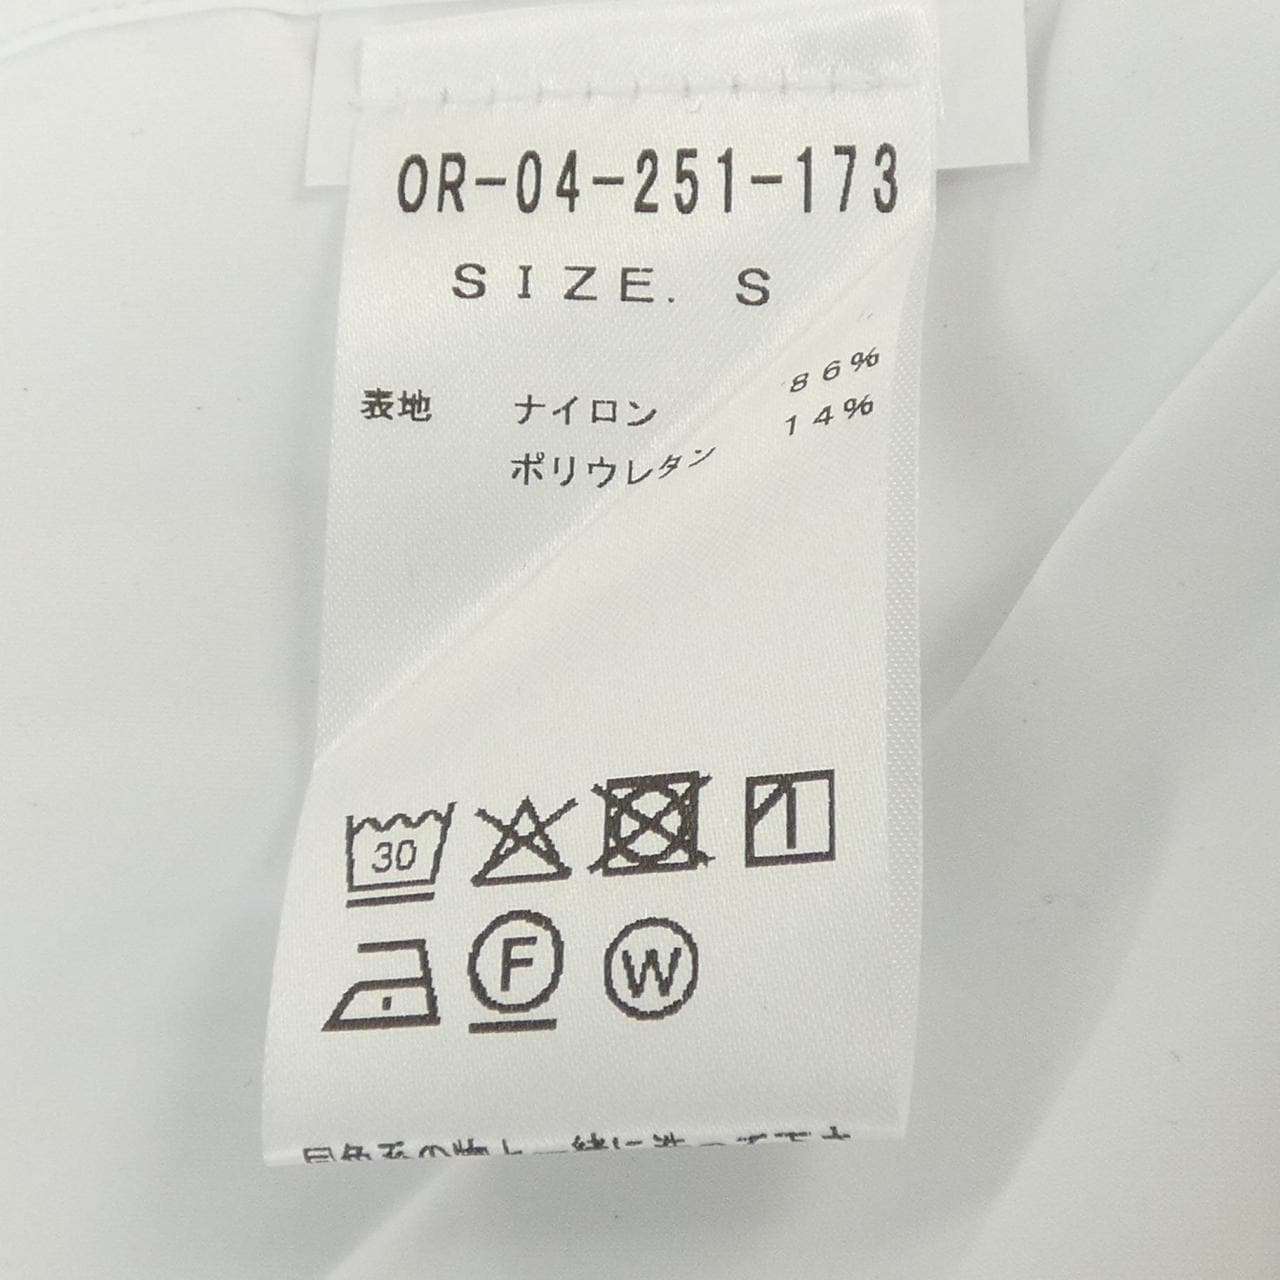 OR-04-251-173
SIZE. S
表地 ナイロン 86%
ポリウレタン 14%
30
F W